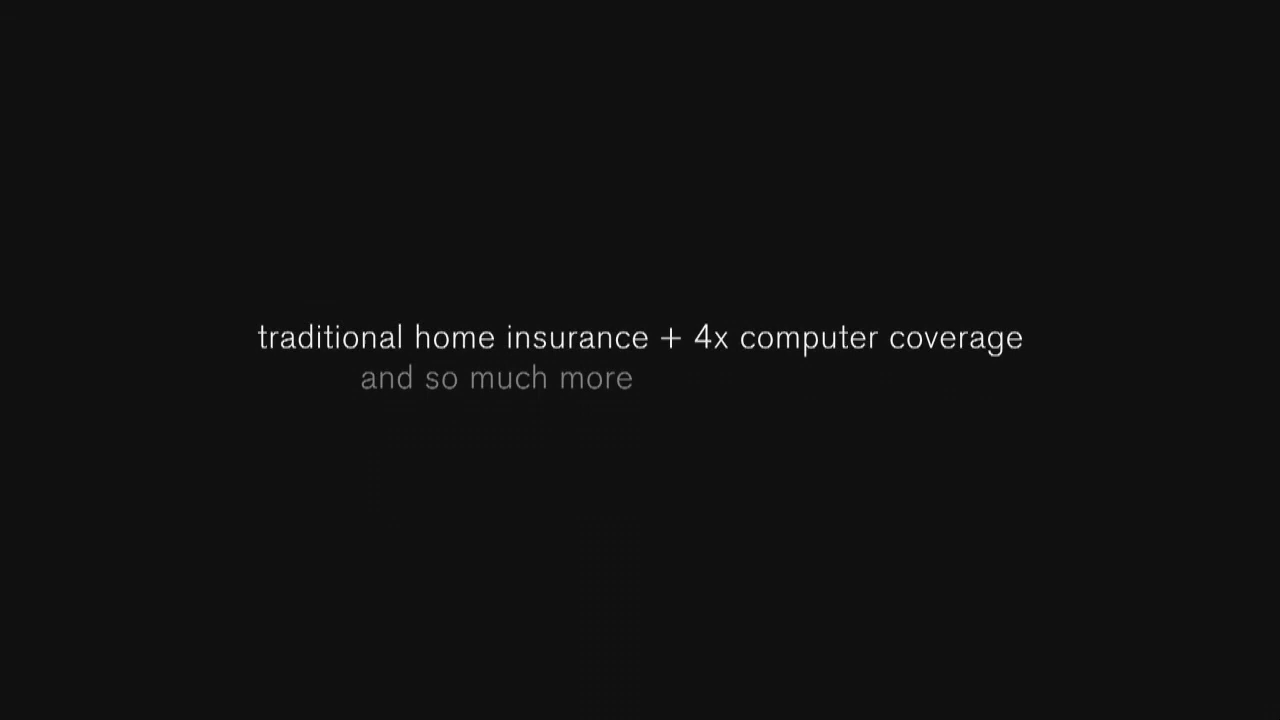 traditional home insurance + 4x computer coverage
and so much more